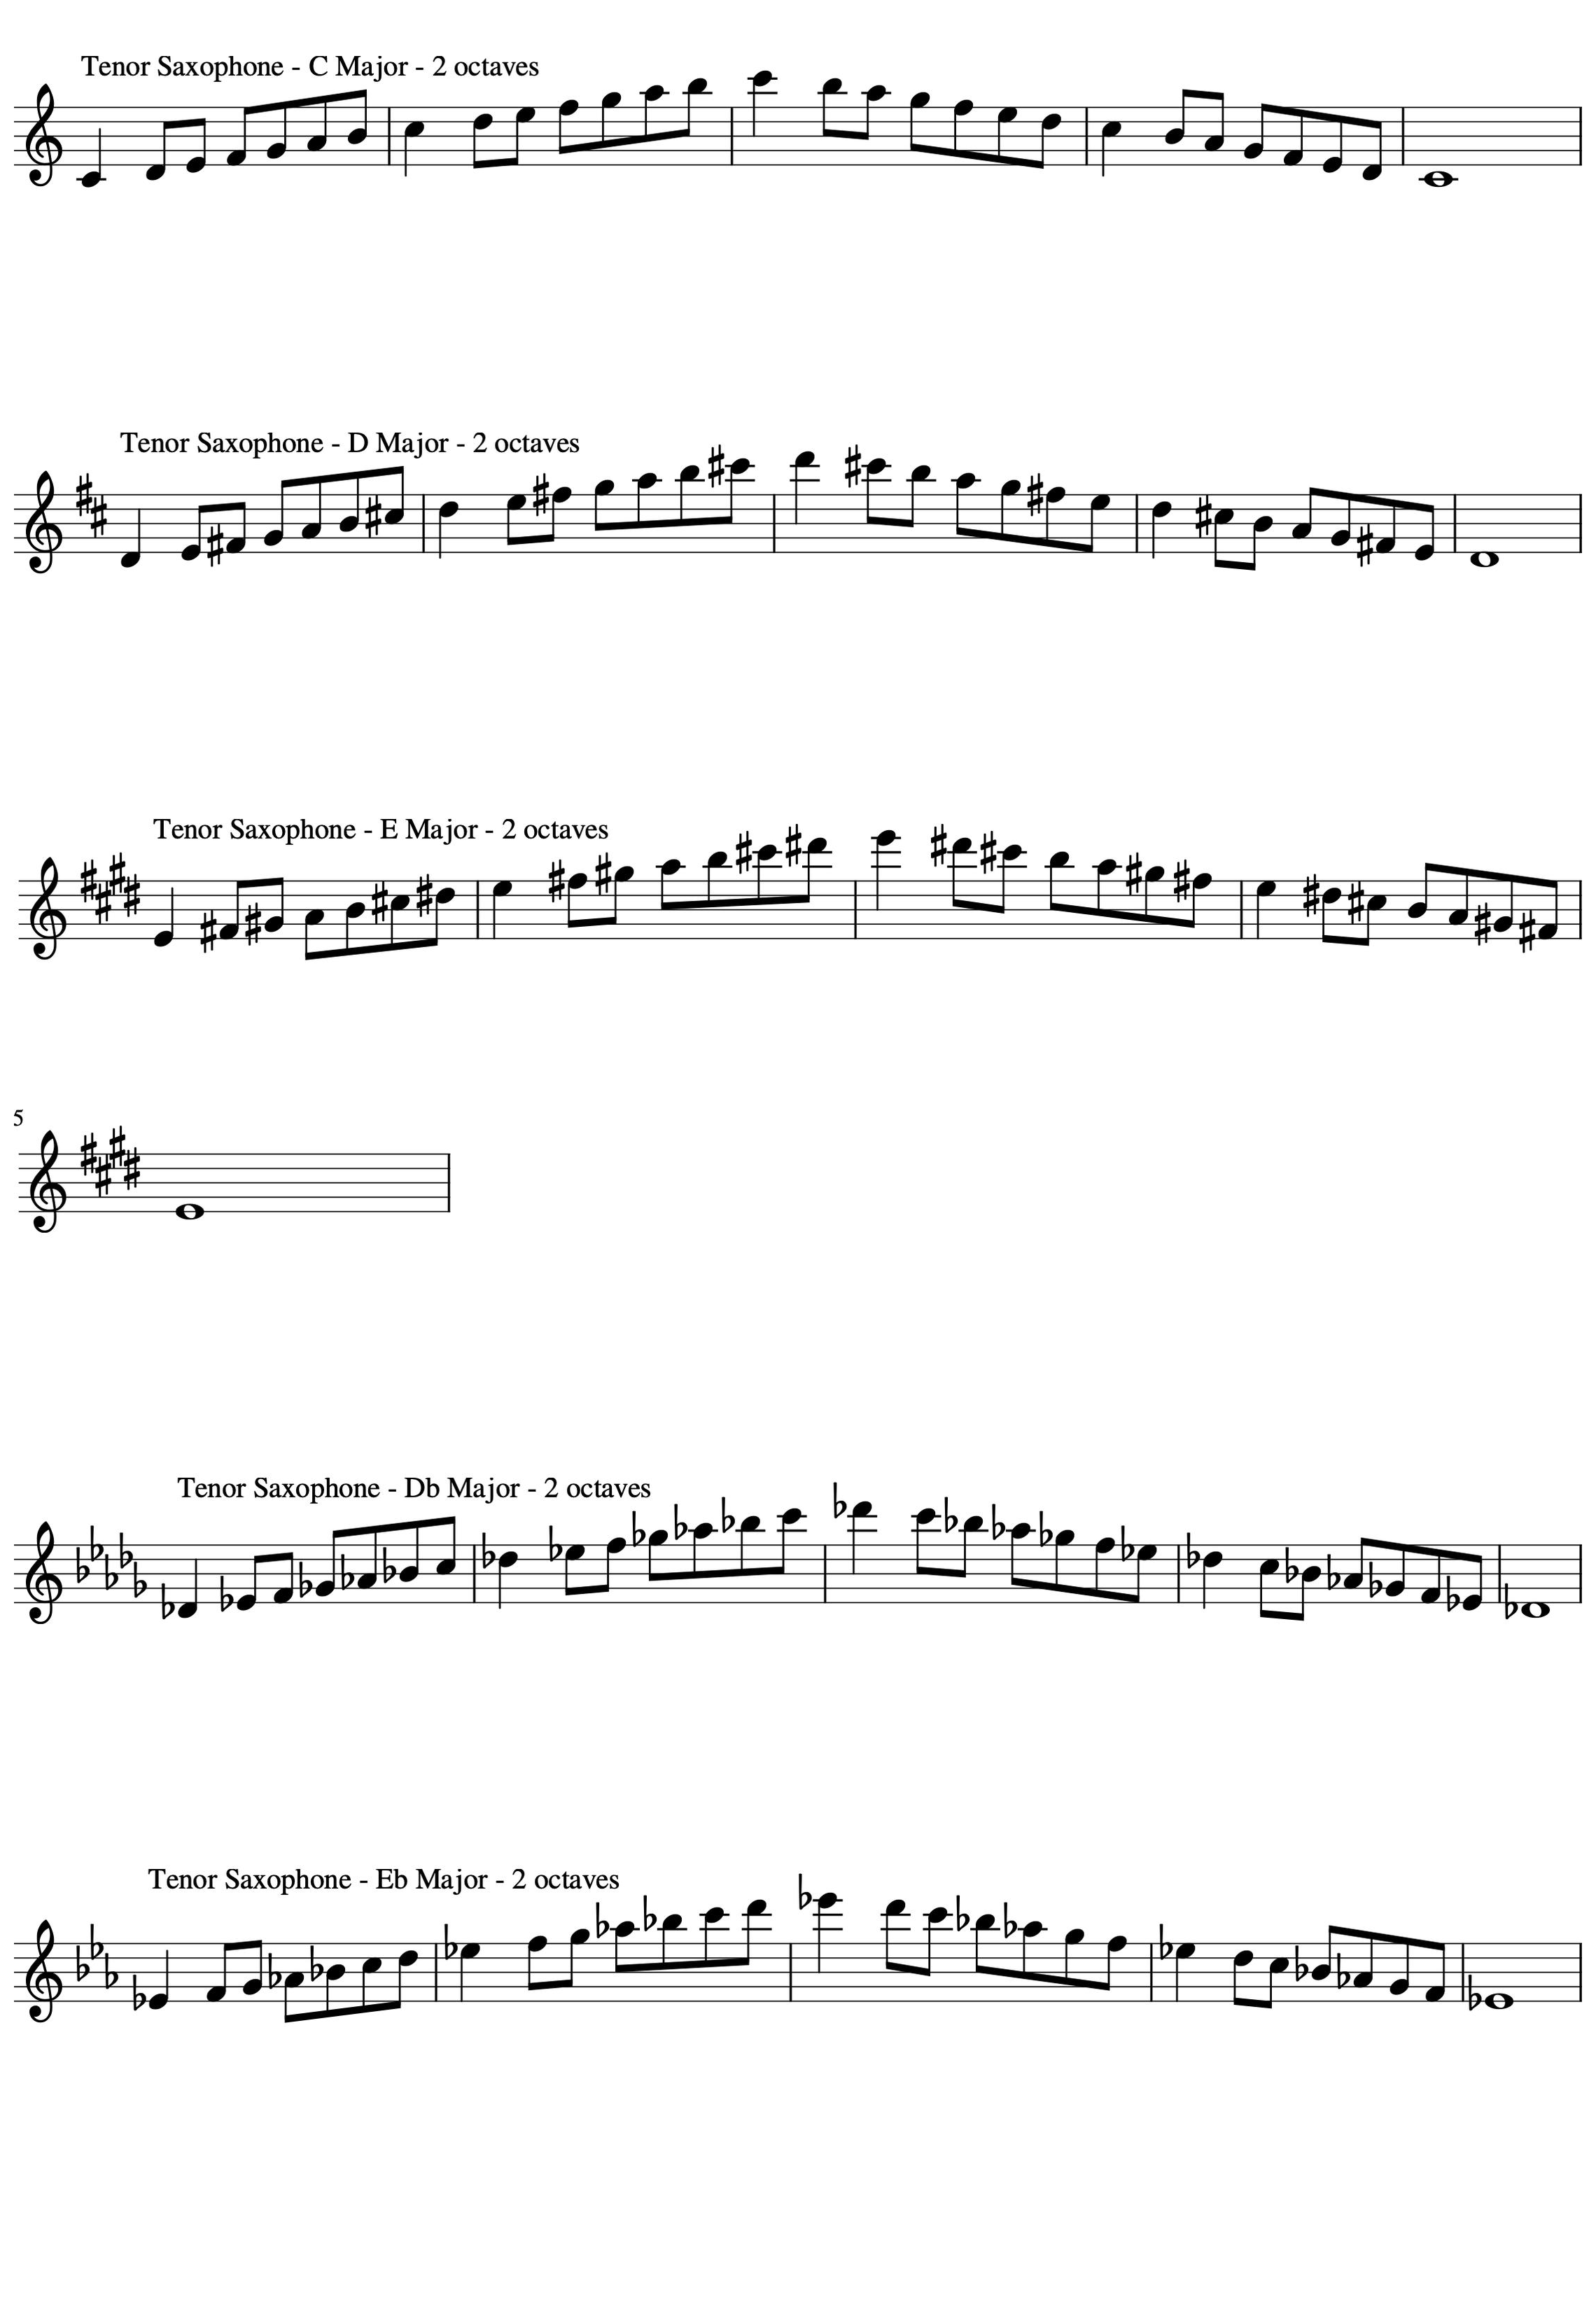 Tenor Saxophone - C Major - 2 octaves
Tenor Saxophone - D Major - 2 octaves
Tenor Saxophone - E Major - 2 octaves
5
Tenor Saxophone - Db Major - 2 octaves
Tenor Saxophone - Eb Major - 2 octaves